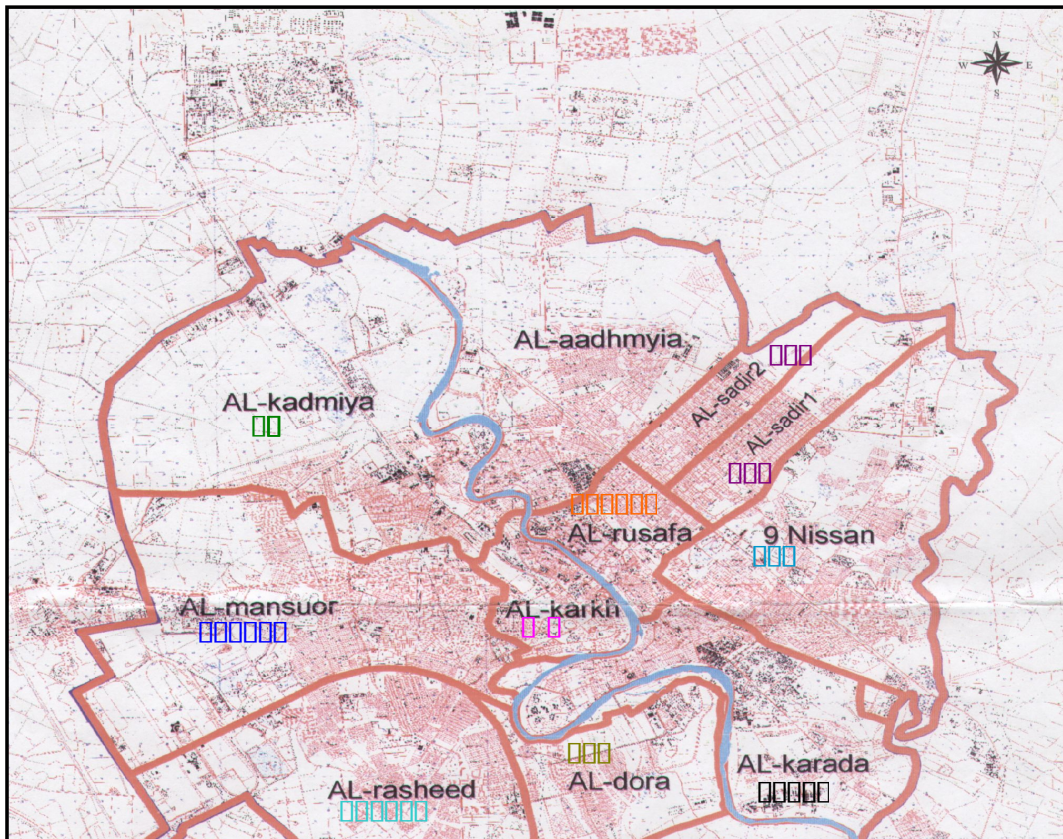 N
W E
S
AL-aadhmyia
AL-sadir2
AL-kadmiya
AL-sadir1
AL-rusafa
9 Nissan
AL-mansuor
AL-karkh
AL-karada
AL-dora
AL-rasheed